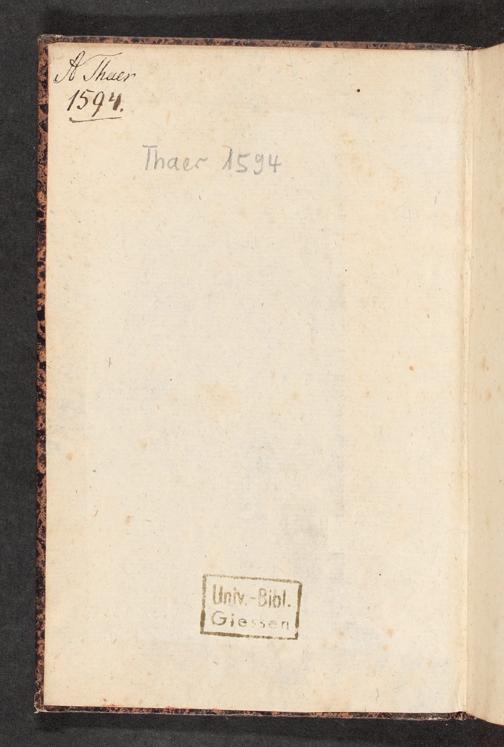 A Thaer
1594.
Thaer 1594
Univ.-Bibl.
Giessen